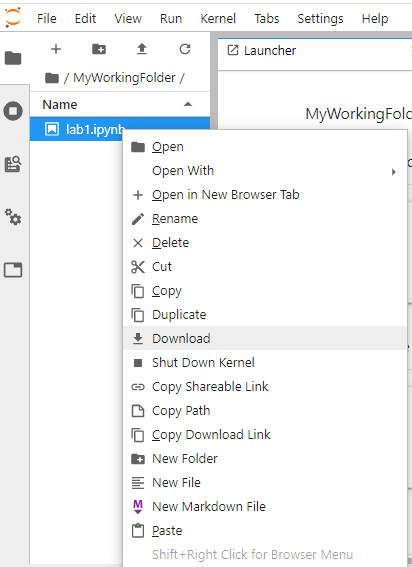 File Edit View Run Kernel Tabs Settings Help
Launcher
/ MyWorkingFolder /
Name
MyWorkingFol
lab1.ipynb
Open
Open With
Open in New Browser Tab
Rename
Delete
Cut
Copy
Duplicate
Download
Shut Down Kernel
Copy Shareable Link
Copy Path
Copy Download Link
New Folder
New File
New Markdown File
Paste
Shift+Right Click for Browser Menu